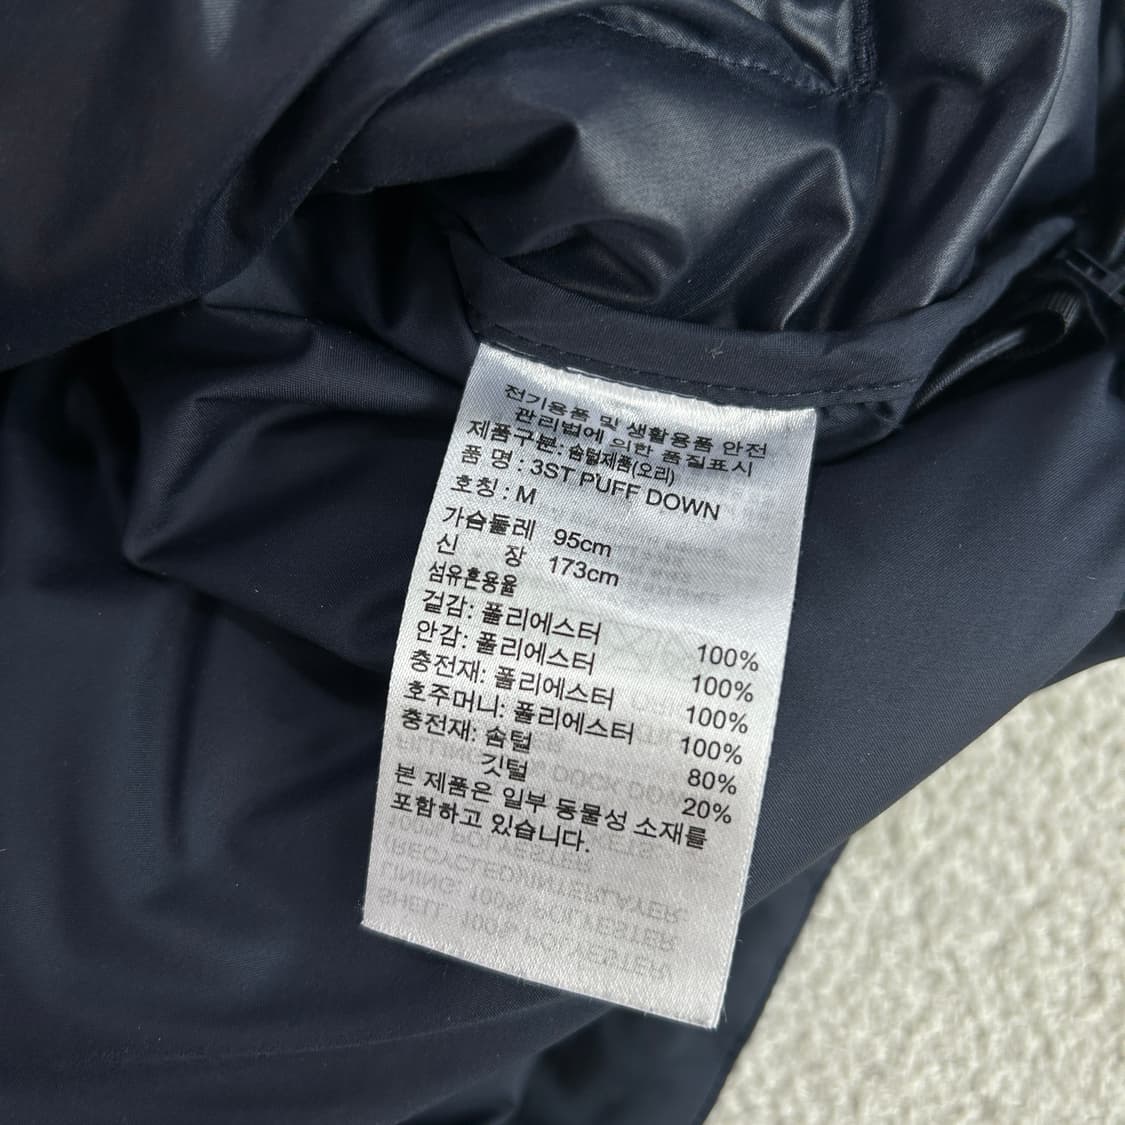 전기용품 및 생활용품 안전
관리법에 의한 품질표시
제품구분: 솜털제품(오리)
품 명 : 3ST PUFF DOWN
호칭 : M
가슴둘레 95cm
신 장 173cm
섬유혼용율
겉감: 폴리에스터 100%
안감: 폴리에스터 100%
충전재: 폴리에스터 100%
호주머니: 폴리에스터 100%
충전재: 솜털 80%
깃털 20%
본 제품은 일부 동물성 소재를
포함하고 있습니다.